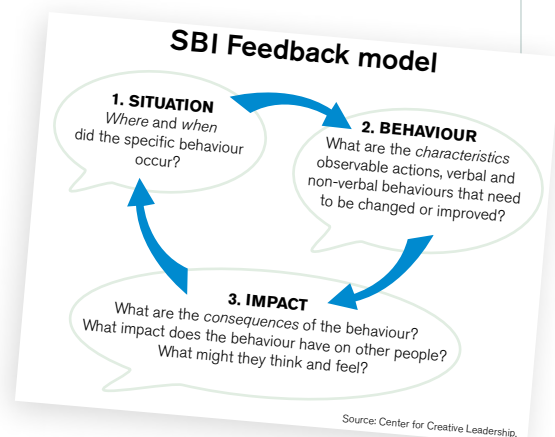 SBI Feedback model
1. SITUATION
Where and when
did the specific behaviour
occur?
2. BEHAVIOUR
What are the characteristics
observable actions, verbal and
non-verbal behaviours that need
to be changed or improved?
3. IMPACT
What are the consequences of the behaviour?
What impact does the behaviour have on other people?
What might they think and feel?
Source: Center for Creative Leadership.